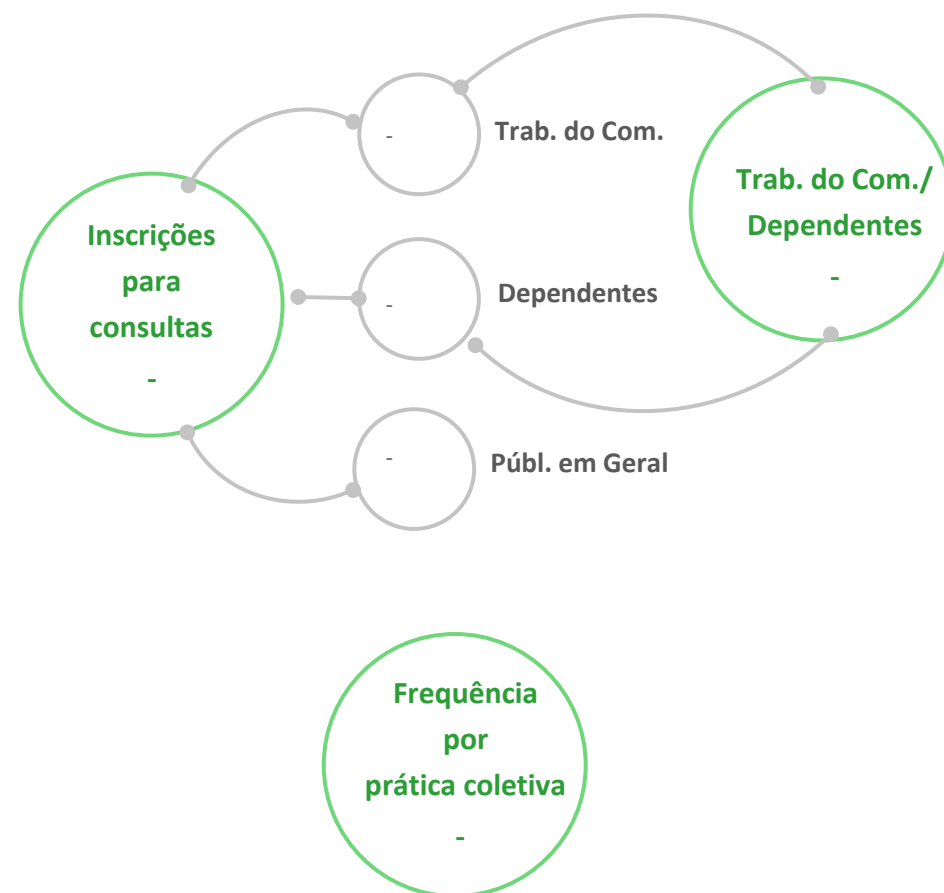 -
Trab. do Com.
Trab. do Com./
Dependentes
-
Inscrições
para
consultas
-
-
Dependentes
-
Públ. em Geral
Frequência
por
prática coletiva
-